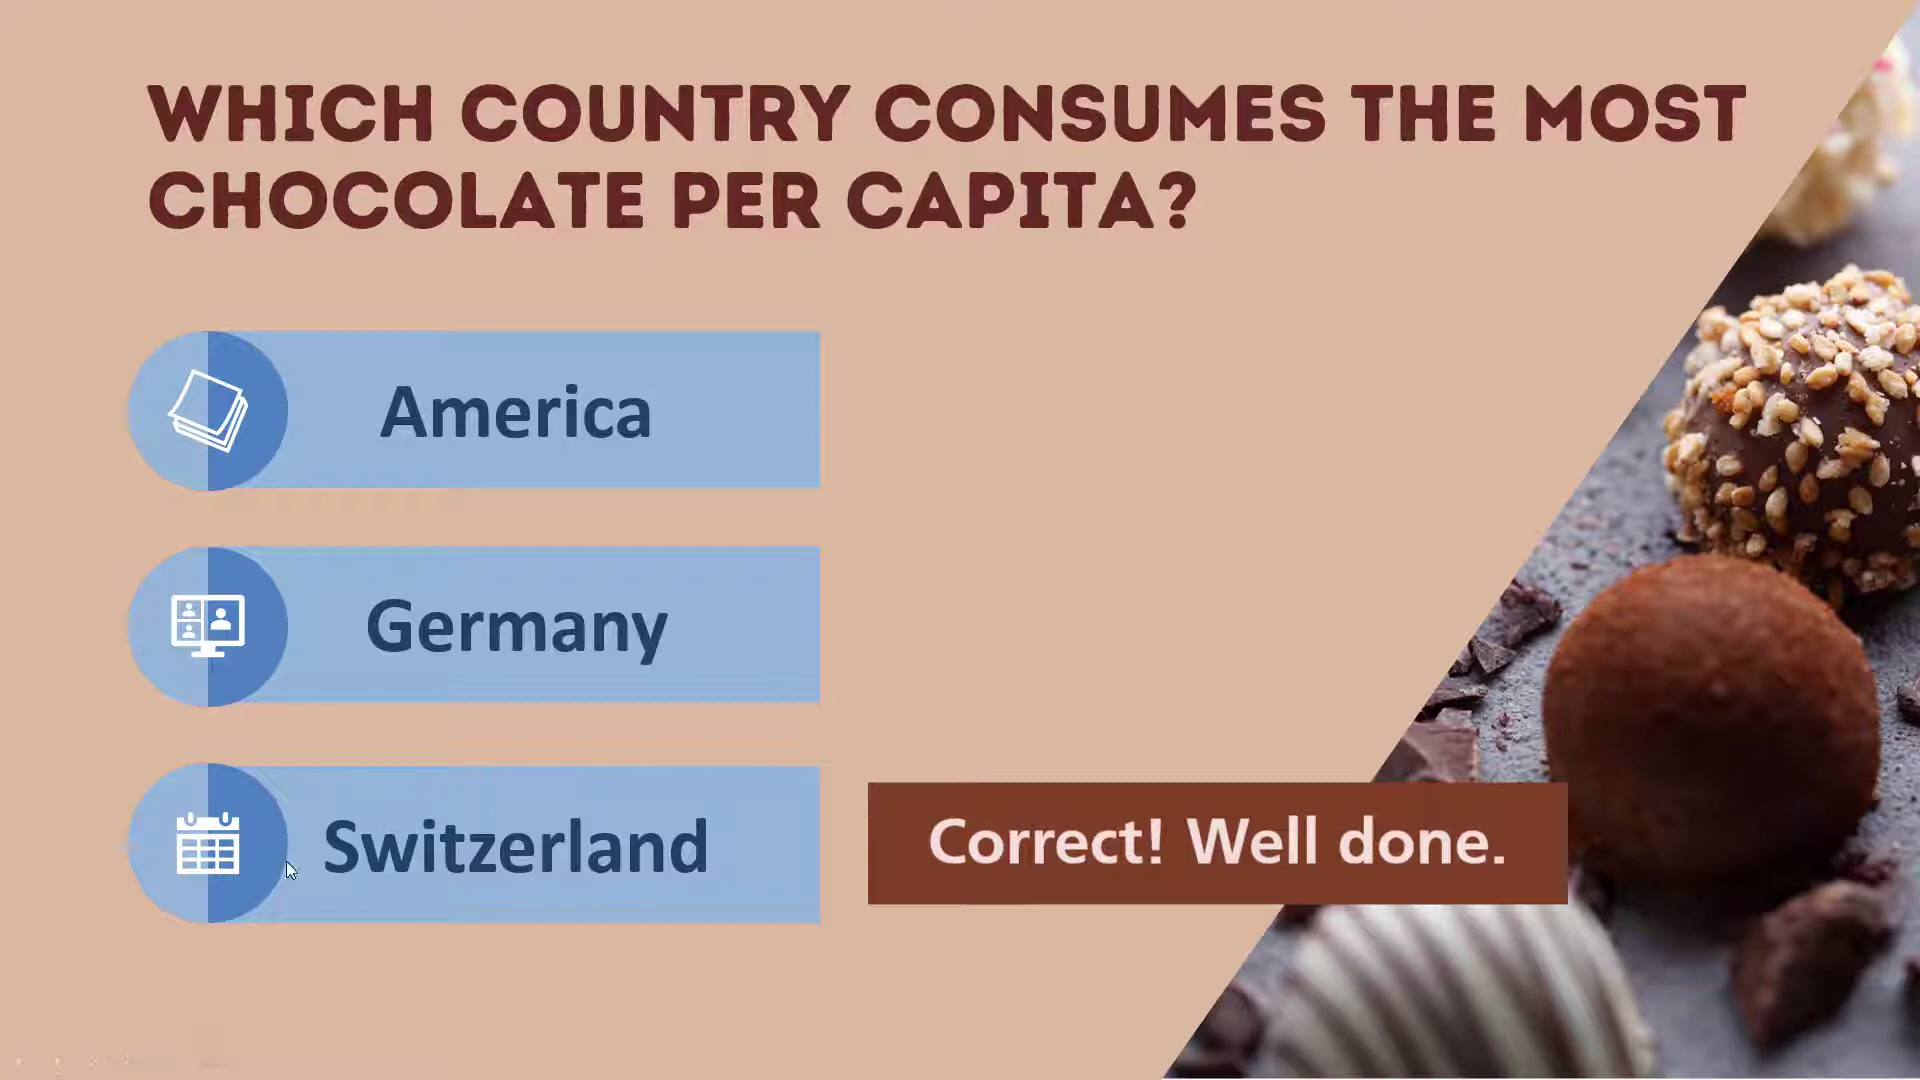 WHICH COUNTRY CONSUMES THE MOST
CHOCOLATE PER CAPITA?
America
Germany
Switzerland
Correct! Well done.